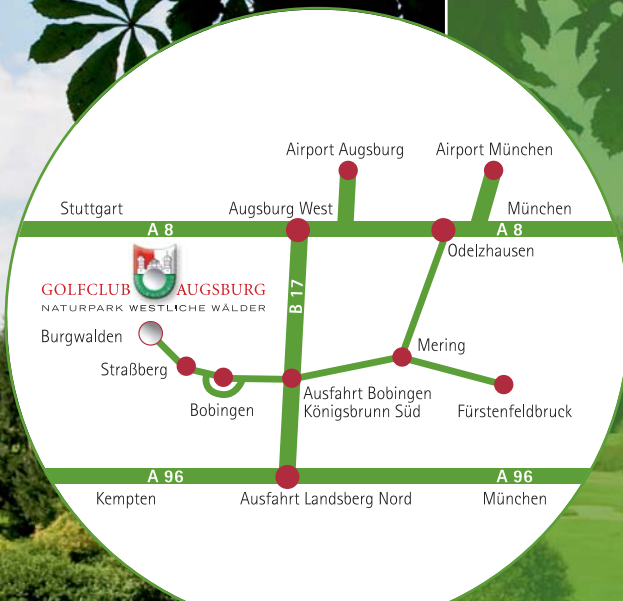 Airport Augsburg
Airport München
Stuttgart
Augsburg West
München
A 8
A 8
Odelzhausen
GOLFCLUB AUGSBURG
NATURPARK WESTLICHE WÄLDER
B 17
Burgwalden
Mering
Straßberg
Ausfahrt Bobingen
Königsbrunn Süd
Bobingen
Fürstenfeldbruck
A 96
A 96
Kempten
Ausfahrt Landsberg Nord
München